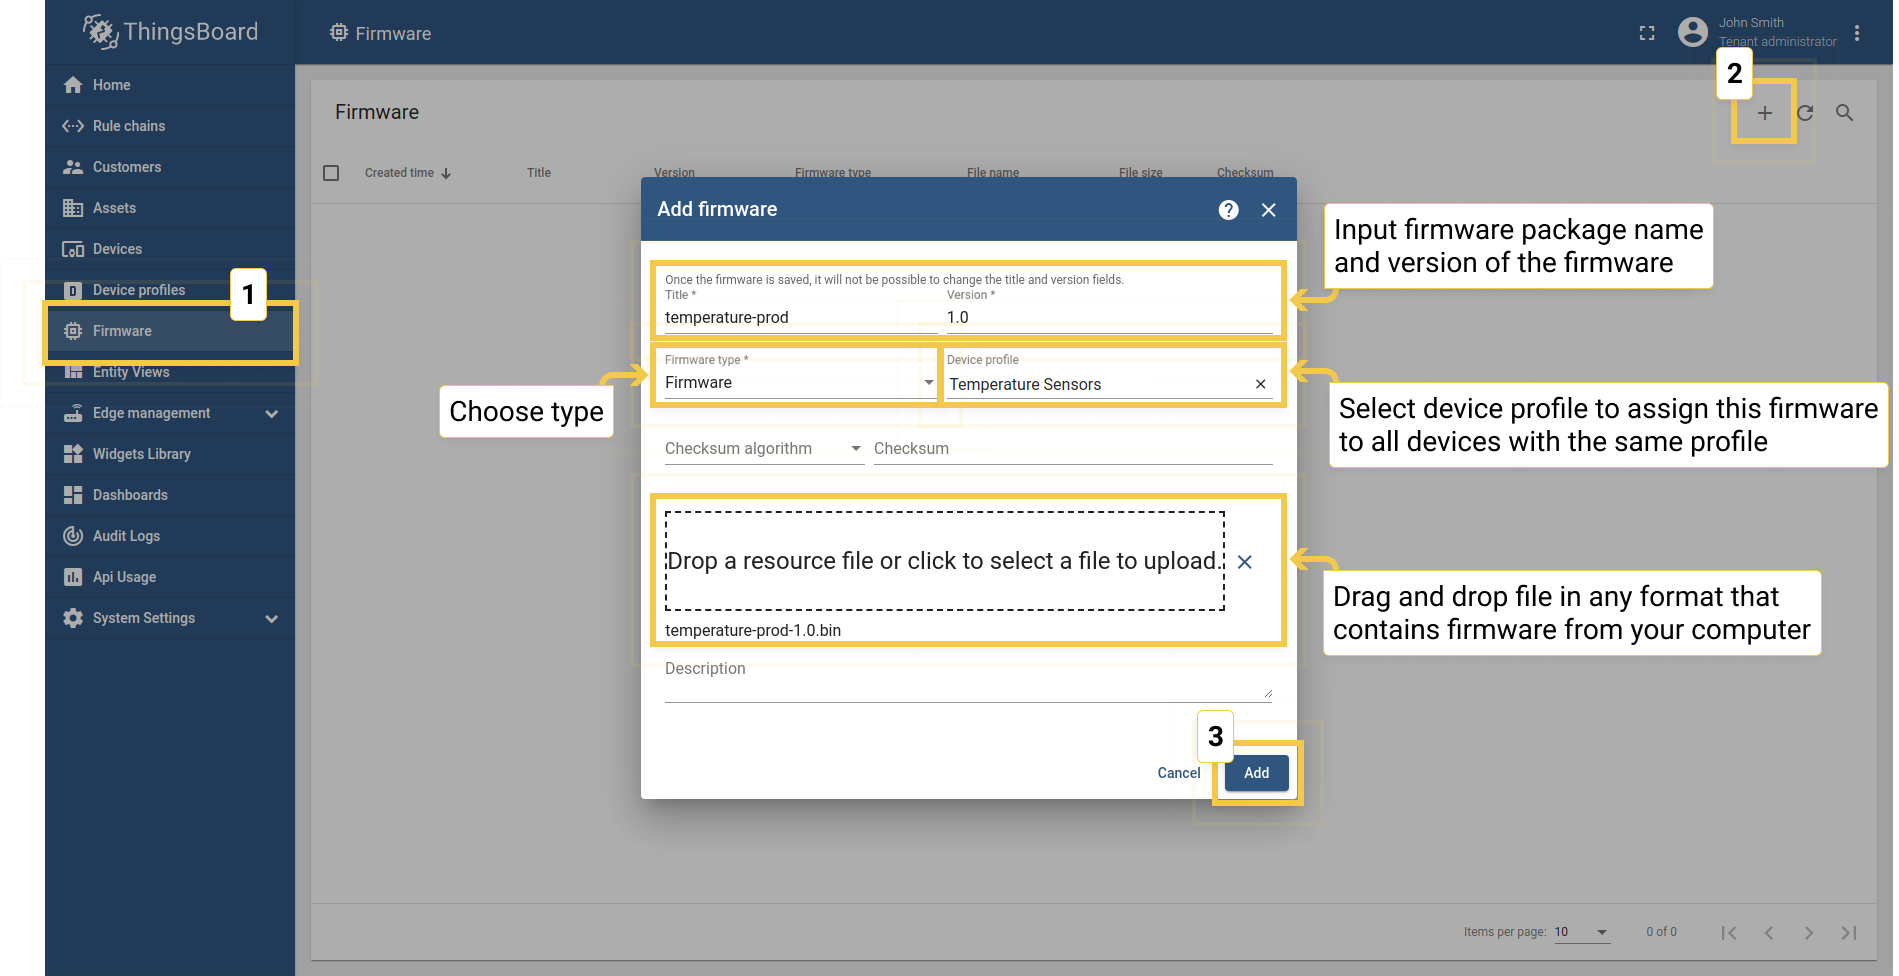 ThingsBoard
Firmware
John Smith
Tenant administrator
Home
Rule chains
Customers
Assets
Devices
Device profiles
Firmware
Entity Views
Edge management
Widgets Library
Dashboards
Audit Logs
Api Usage
System Settings
1
2
Firmware
Created time
Title
Version
Firmware type
File name
File size
Checksum
Add firmware
Once the firmware is saved, it will not be possible to change the title and version fields.
Title *
Version *
temperature-prod
1.0
Firmware type *
Device profile
Firmware
Temperature Sensors
Checksum algorithm
Checksum
Drop a resource file or click to select a file to upload.
temperature-prod-1.0.bin
Description
3
Cancel
Add
Input firmware package name
and version of the firmware
Choose type
Select device profile to assign this firmware
to all devices with the same profile
Drag and drop file in any format that
contains firmware from your computer
Items per page: 10
0 of 0